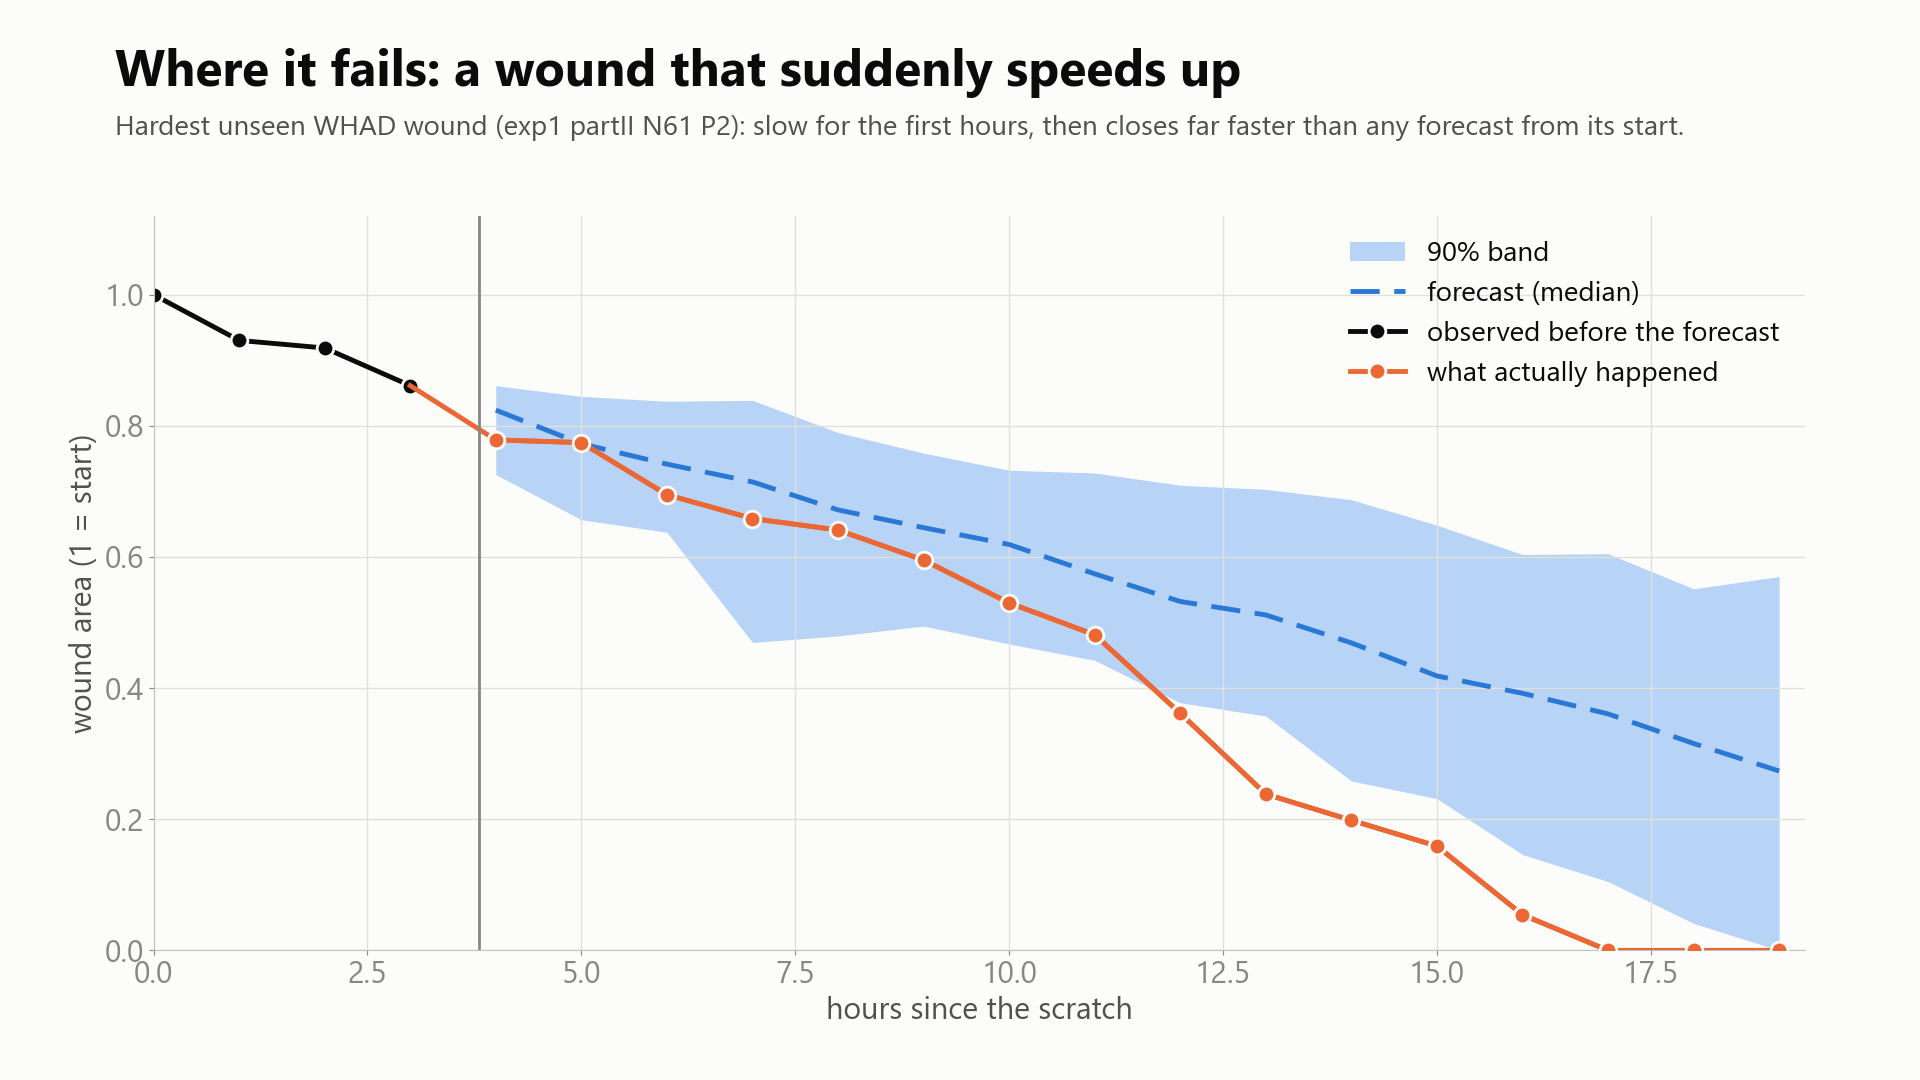 Where it fails: a wound that suddenly speeds up
Hardest unseen WHAD wound (exp1 partII N61 P2): slow for the first hours, then closes far faster than any forecast from its start.
90% band
forecast (median)
observed before the forecast
what actually happened
wound area (1 = start)
1.0
0.8
0.6
0.4
0.2
0.0
0.0 2.5 5.0 7.5 10.0 12.5 15.0 17.5
hours since the scratch